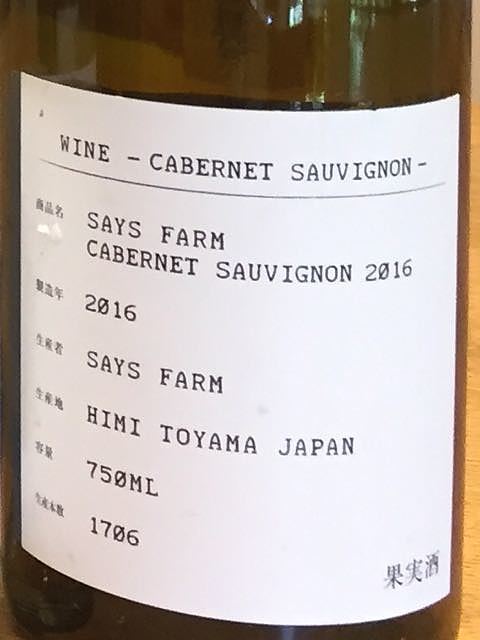 WINE - CABERNET SAUVIGNON-
商品名 SAYS FARM
CABERNET SAUVIGNON 2016
製造年 2016
生産者 SAYS FARM
生産地 HIMI TOYAMA JAPAN
容量 750ML
生産本数 1706
果実酒